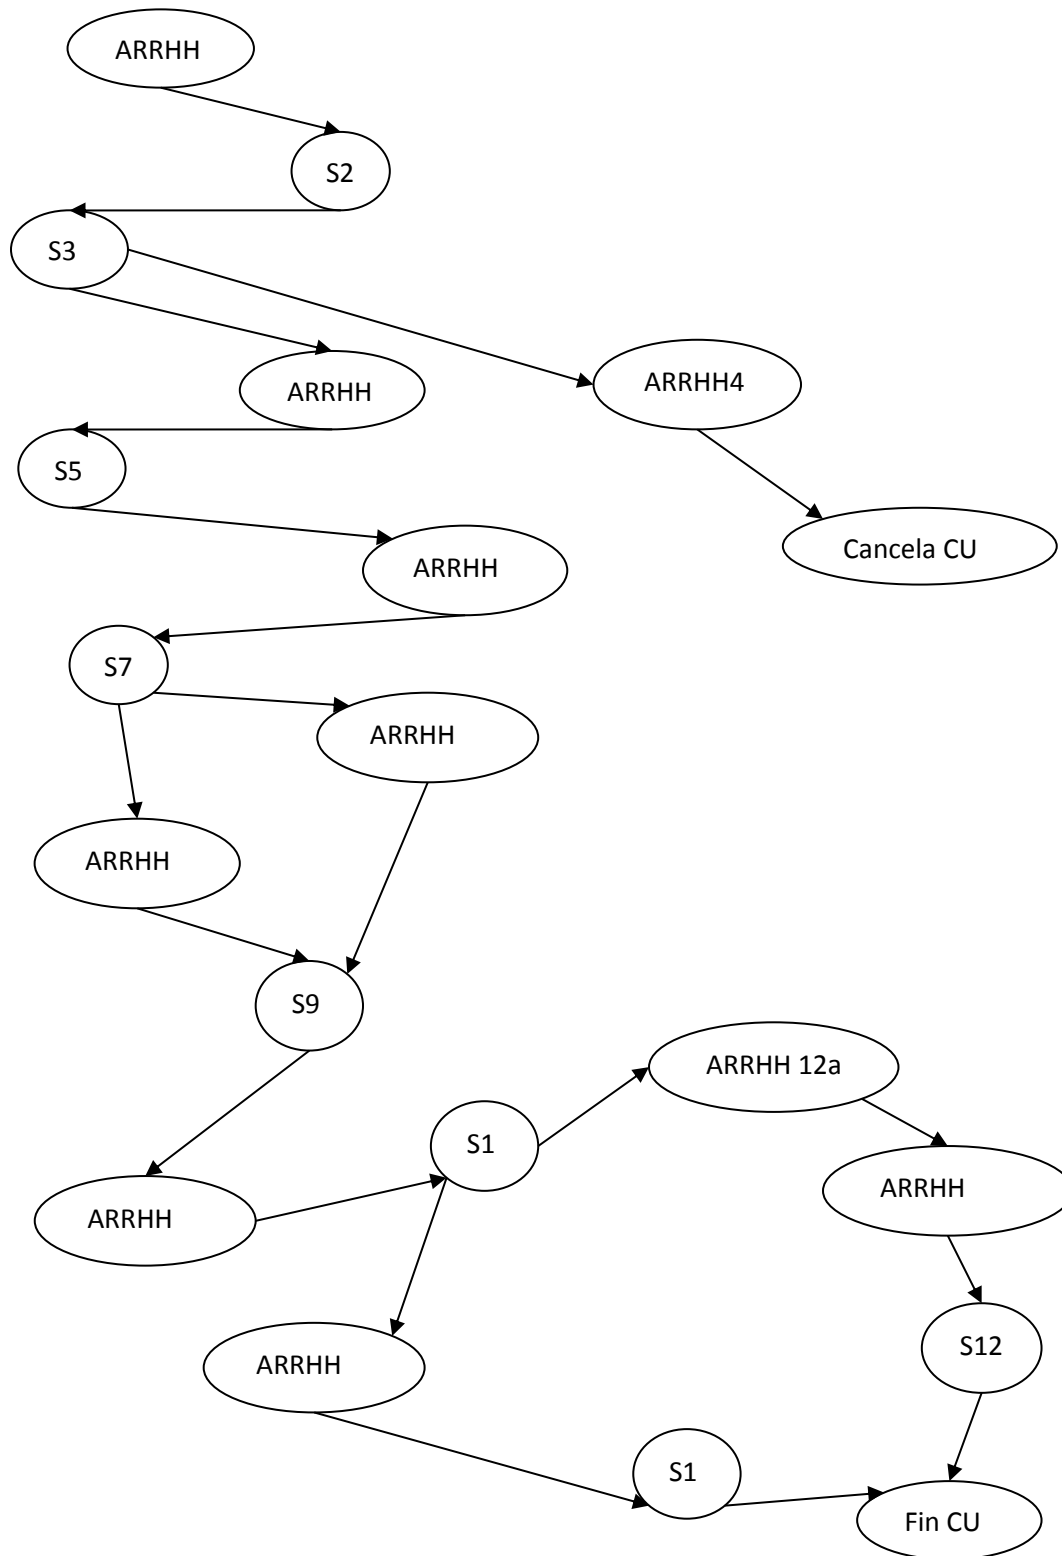 ARRHH
S2
S3
ARRHH
ARRHH4
S5
Cancela CU
ARRHH
S7
ARRHH
ARRHH
S9
ARRHH 12a
S1
ARRHH
ARRHH
S12
ARRHH
S1
Fin CU